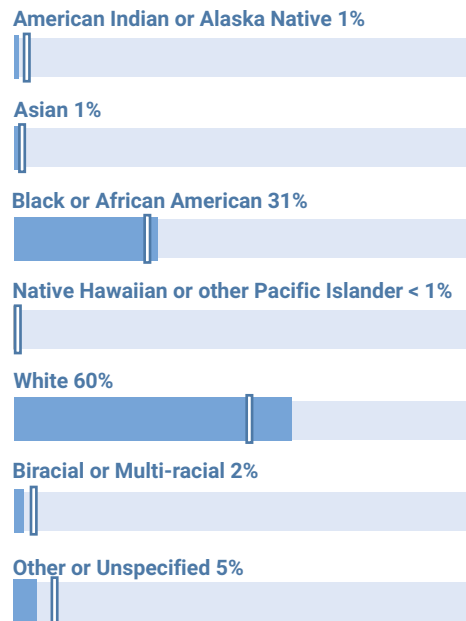 American Indian or Alaska Native 1%
Asian 1%
Black or African American 31%
Native Hawaiian or other Pacific Islander < 1%
White 60%
Biracial or Multi-racial 2%
Other or Unspecified 5%